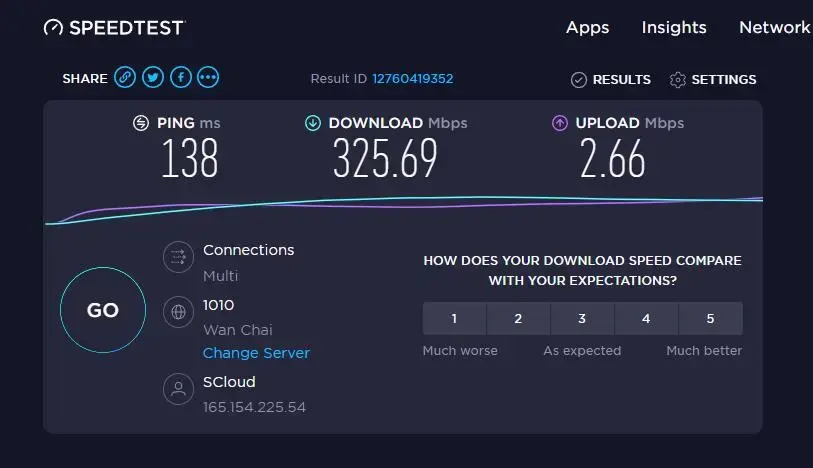 SPEEDTEST
Apps Insights Network
SHARE Result ID 12760419352 RESULTS SETTINGS
PING ms DOWNLOAD Mbps UPLOAD Mbps
138 325.69 2.66
GO
Connections
Multi
1010
Wan Chai
Change Server
SCloud
165.154.225.54
HOW DOES YOUR DOWNLOAD SPEED COMPARE
WITH YOUR EXPECTATIONS?
1 2 3 4 5
Much worse As expected Much better